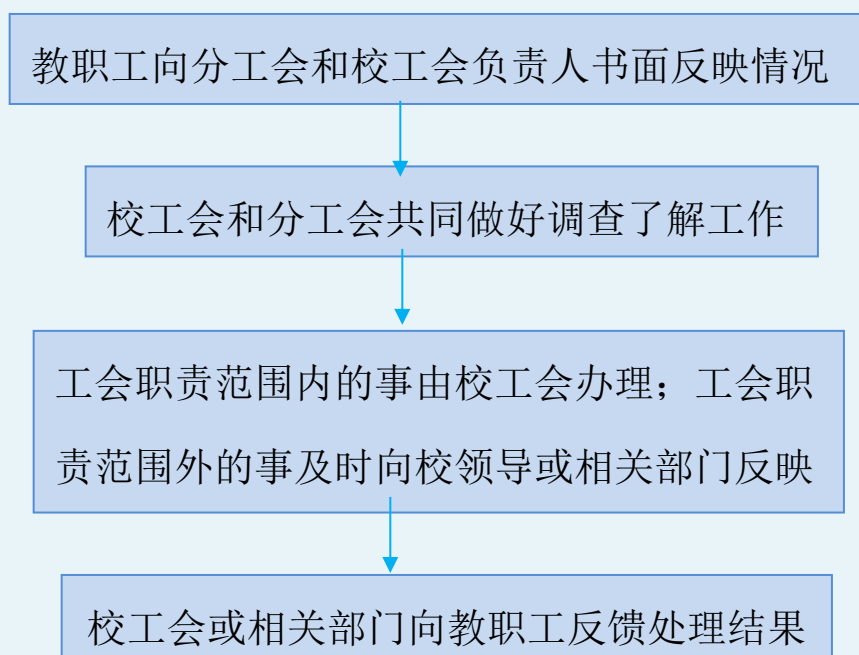 教职工向分工会和校工会负责人书面反映情况
校工会和分工会共同做好调查了解工作
工会职责范围内的事由校工会办理；工会职
责范围外的事及时向校领导或相关部门反映
校工会或相关部门向教职工反馈处理结果